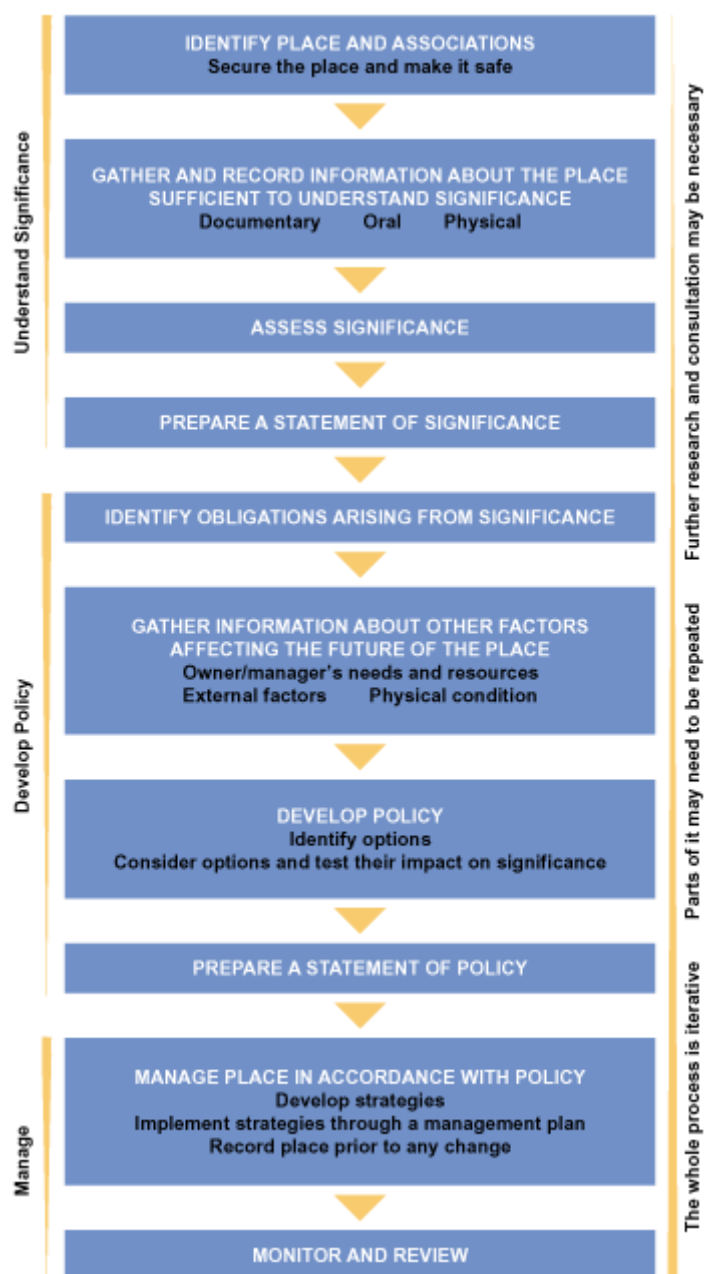 IDENTIFY PLACE AND ASSOCIATIONS
Secure the place and make it safe
GATHER AND RECORD INFORMATION ABOUT THE PLACE
SUFFICIENT TO UNDERSTAND SIGNIFICANCE
Documentary Oral Physical
ASSESS SIGNIFICANCE
PREPARE A STATEMENT OF SIGNIFICANCE
Understand Significance
IDENTIFY OBLIGATIONS ARISING FROM SIGNIFICANCE
GATHER INFORMATION ABOUT OTHER FACTORS
AFFECTING THE FUTURE OF THE PLACE
Owner/manager's needs and resources
External factors Physical condition
DEVELOP POLICY
Identify options
Consider options and test their impact on significance
PREPARE A STATEMENT OF POLICY
Develop Policy
MANAGE PLACE IN ACCORDANCE WITH POLICY
Develop strategies
Implement strategies through a management plan
Record place prior to any change
MONITOR AND REVIEW
Manage
The whole process is iterative Parts of it may need to be repeated Further research and consultation may be necessary